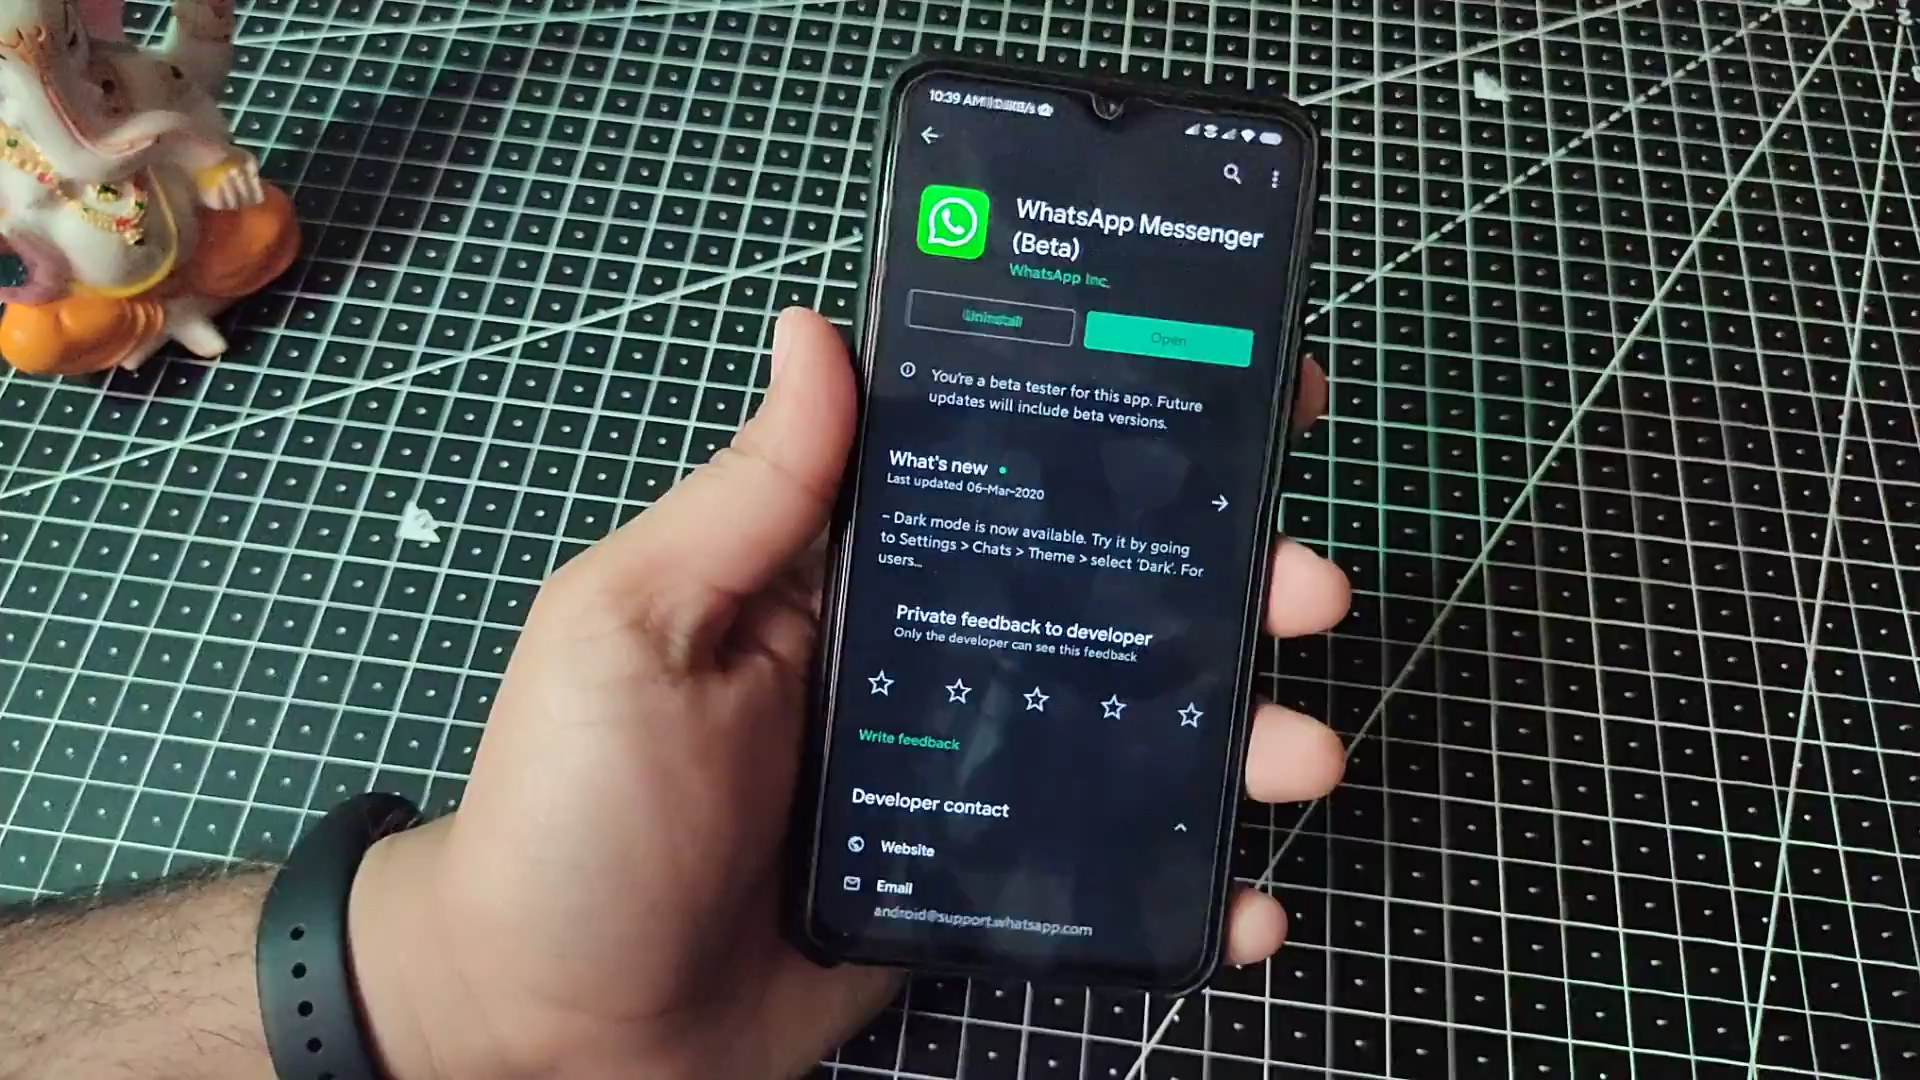 10:39 AM
WhatsApp Messenger
(Beta)
WhatsApp Inc.
Uninstall
Open
You're a beta tester for this app. Future
updates will include beta versions.
What's new
Last updated 06-Mar-2020
- Dark mode is now available. Try it by going
to Settings > Chats > Theme > select 'Dark'. For
users...
Private feedback to developer
Only the developer can see this feedback
Write feedback
Developer contact
Website
Email
android@support.whatsapp.com